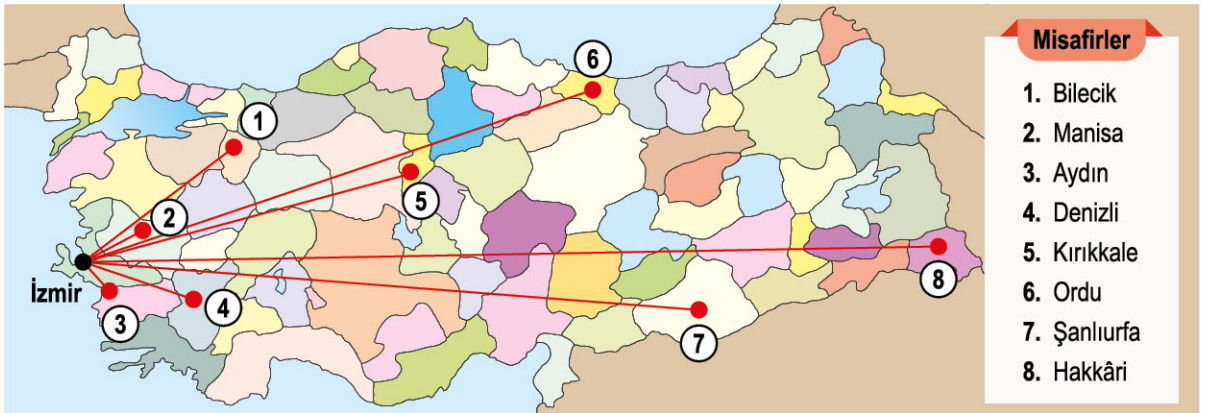 6
1
2
5
İzmir
4
3
7
8
Misafirler
1. Bilecik
2. Manisa
3. Aydın
4. Denizli
5. Kırıkkale
6. Ordu
7. Şanlıurfa
8. Hakkâri